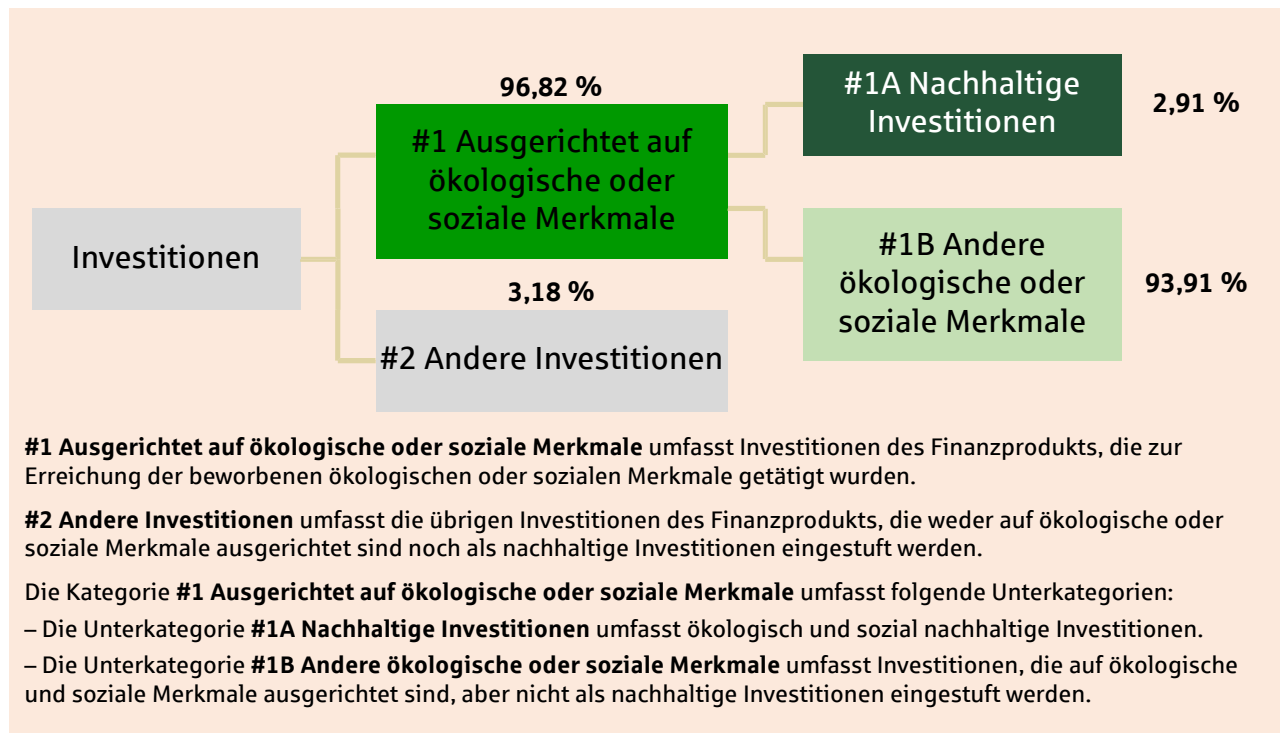 96,82 %
#1 Ausgerichtet auf
ökologische oder
soziale Merkmale
#1A Nachhaltige
Investitionen
2,91 %
Investitionen
3,18 %
#2 Andere Investitionen
#1B Andere
ökologische oder
soziale Merkmale
93,91 %
#1 Ausgerichtet auf ökologische oder soziale Merkmale umfasst Investitionen des Finanzprodukts, die zur
Erreichung der beworbenen ökologischen oder sozialen Merkmale getätigt wurden.
#2 Andere Investitionen umfasst die übrigen Investitionen des Finanzprodukts, die weder auf ökologische oder
soziale Merkmale ausgerichtet sind noch als nachhaltige Investitionen eingestuft werden.
Die Kategorie #1 Ausgerichtet auf ökologische oder soziale Merkmale umfasst folgende Unterkategorien:
– Die Unterkategorie #1A Nachhaltige Investitionen umfasst ökologisch und sozial nachhaltige Investitionen.
– Die Unterkategorie #1B Andere ökologische oder soziale Merkmale umfasst Investitionen, die auf ökologische
und soziale Merkmale ausgerichtet sind, aber nicht als nachhaltige Investitionen eingestuft werden.